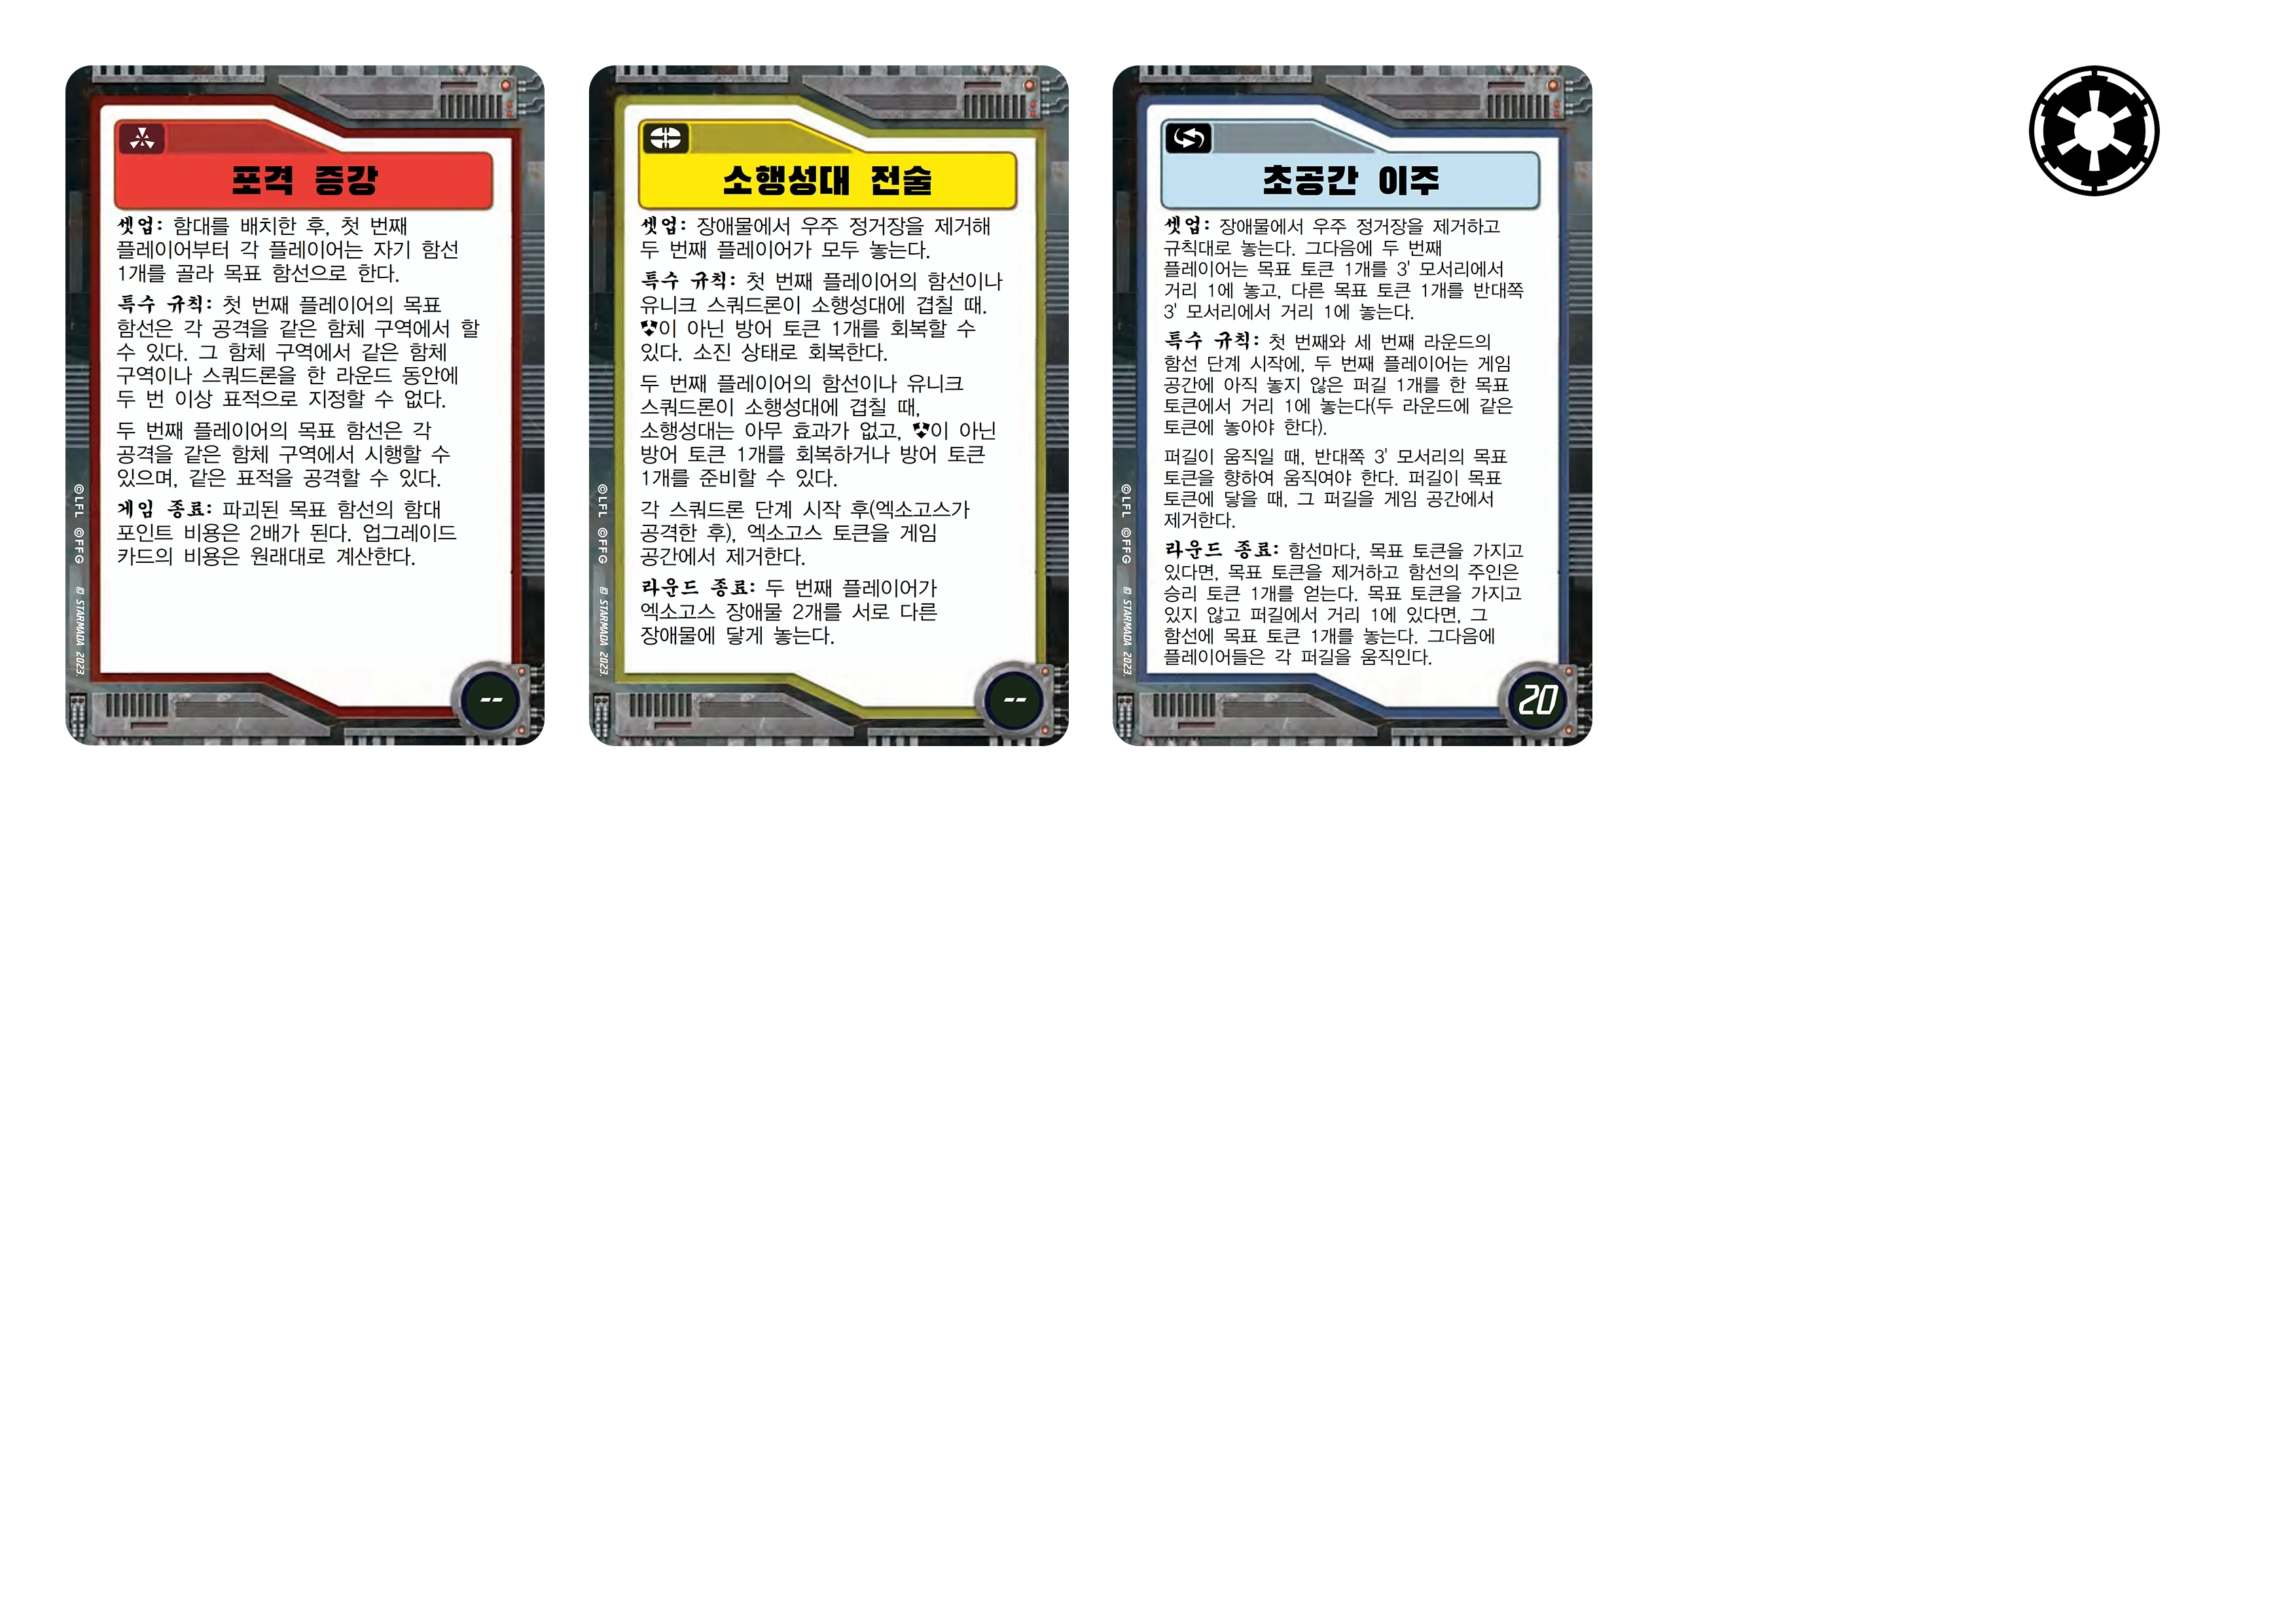 포격 증강
셋업: 함대를 배치한 후, 첫 번째
플레이어부터 각 플레이어는 자기 함선
1개를 골라 목표 함선으로 한다.
특수 규칙: 첫 번째 플레이어의 목표
함선은 각 공격을 같은 함체 구역에서 할
수 있다. 그 함체 구역에서 같은 함체
구역이나 스쿼드론을 한 라운드 동안에
두 번 이상 표적으로 지정할 수 없다.
두 번째 플레이어의 목표 함선은 각
공격을 같은 함체 구역에서 시행할 수
있으며, 같은 표적을 공격할 수 있다.
게임 종료: 파괴된 목표 함선의 함대
포인트 비용은 2배가 된다. 업그레이드
카드의 비용은 원래대로 계산한다.
©LFL ©FFG
STARMADA 2023.
--
소행성대 전술
셋업: 장애물에서 우주 정거장을 제거해
두 번째 플레이어가 모두 놓는다.
특수 규칙: 첫 번째 플레이어의 함선이나
유니크 스쿼드론이 소행성대에 겹칠 때.
이 아닌 방어 토큰 1개를 회복할 수
있다. 소진 상태로 회복한다.
두 번째 플레이어의 함선이나 유니크
스쿼드론이 소행성대에 겹칠 때,
소행성대는 아무 효과가 없고, 이 아닌
방어 토큰 1개를 회복하거나 방어 토큰
1개를 준비할 수 있다.
각 스쿼드론 단계 시작 후(엑소고스가
공격한 후), 엑소고스 토큰을 게임
공간에서 제거한다.
라운드 종료: 두 번째 플레이어가
엑소고스 장애물 2개를 서로 다른
장애물에 닿게 놓는다.
©LFL ©FFG
STARMADA 2023.
--
초공간 이주
셋업: 장애물에서 우주 정거장을 제거하고
규칙대로 놓는다. 그다음에 두 번째
플레이어는 목표 토큰 1개를 3' 모서리에서
거리 1에 놓고, 다른 목표 토큰 1개를 반대쪽
3' 모서리에서 거리 1에 놓는다.
특수 규칙: 첫 번째와 세 번째 라운드의
함선 단계 시작에, 두 번째 플레이어는 게임
공간에 아직 놓지 않은 퍼길 1개를 한 목표
토큰에서 거리 1에 놓는다(두 라운드에 같은
토큰에 놓아야 한다).
퍼길이 움직일 때, 반대쪽 3' 모서리의 목표
토큰을 향하여 움직여야 한다. 퍼길이 목표
토큰에 닿을 때, 그 퍼길을 게임 공간에서
제거한다.
라운드 종료: 함선마다, 목표 토큰을 가지고
있다면, 목표 토큰을 제거하고 함선의 주인은
승리 토큰 1개를 얻는다. 목표 토큰을 가지고
있지 않고 퍼길에서 거리 1에 있다면, 그
함선에 목표 토큰 1개를 놓는다. 그다음에
플레이어들은 각 퍼길을 움직인다.
©LFL ©FFG
STARMADA 2023.
20